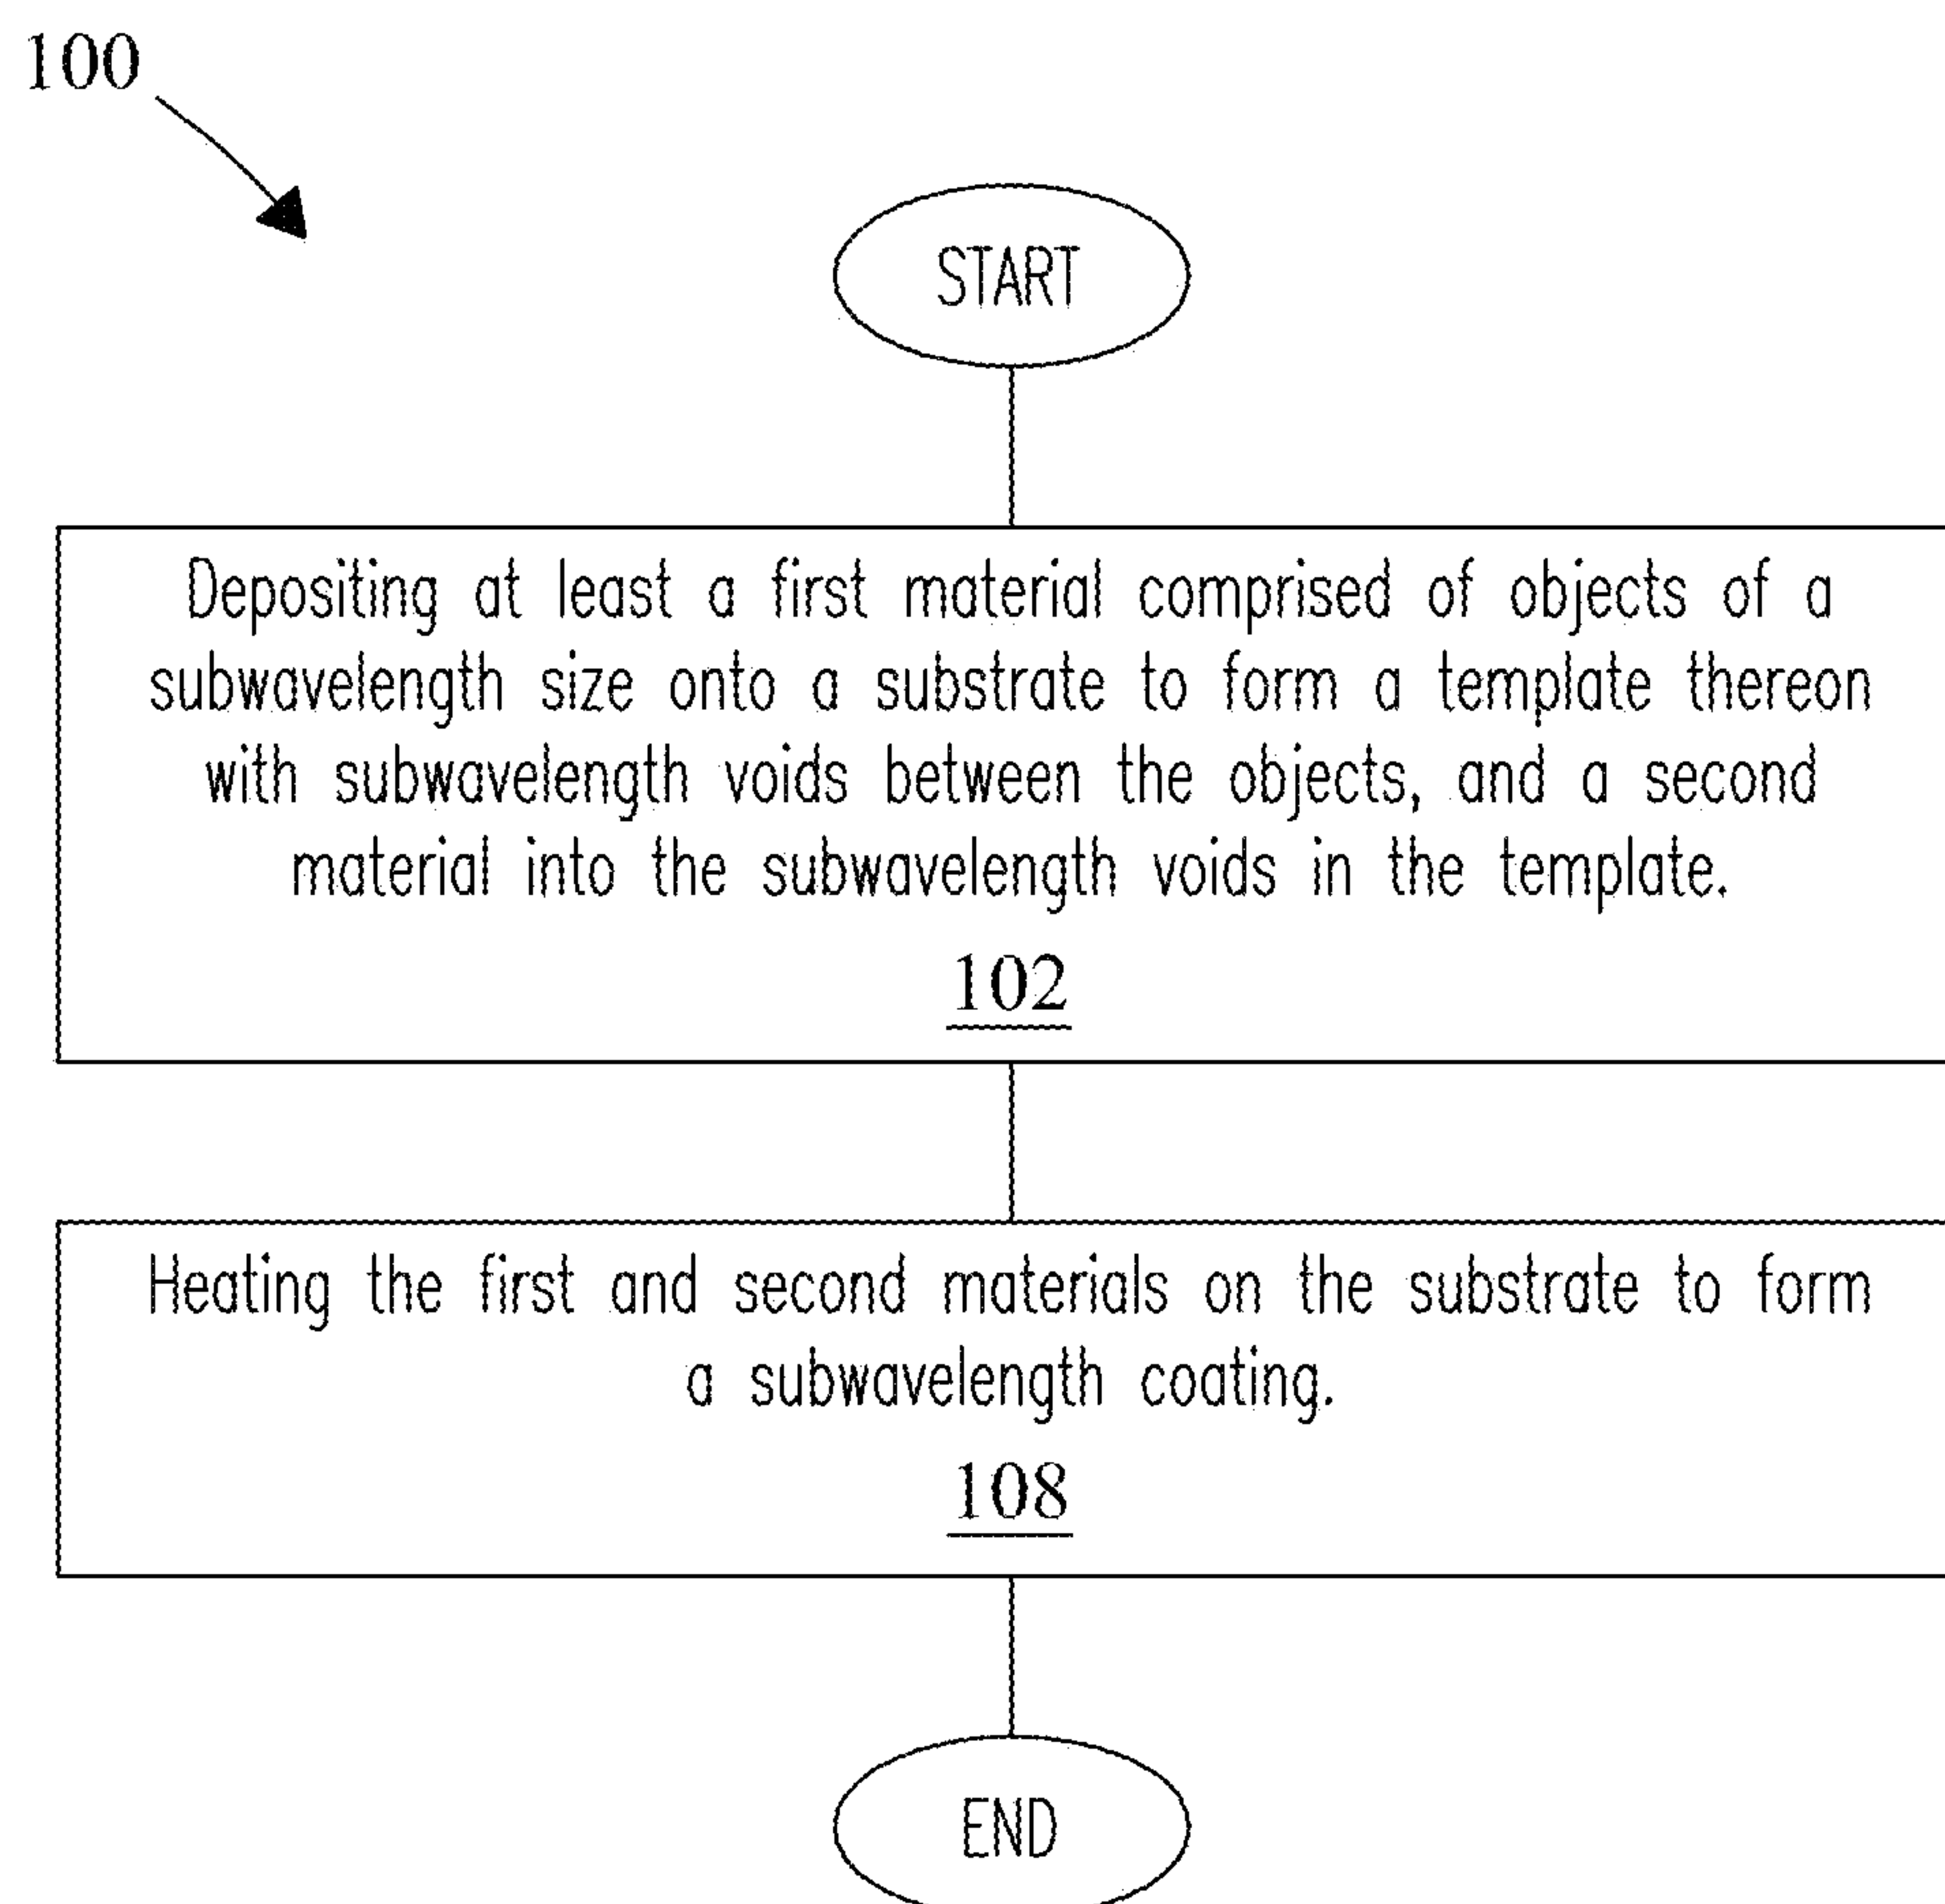 100
START
Depositing at least a first material comprised of objects of a
subwavelength size onto a substrate to form a template thereon
with subwavelength voids between the objects, and a second
material into the subwavelength voids in the template.
102
Heating the first and second materials on the substrate to form
a subwavelength coating.
108
END